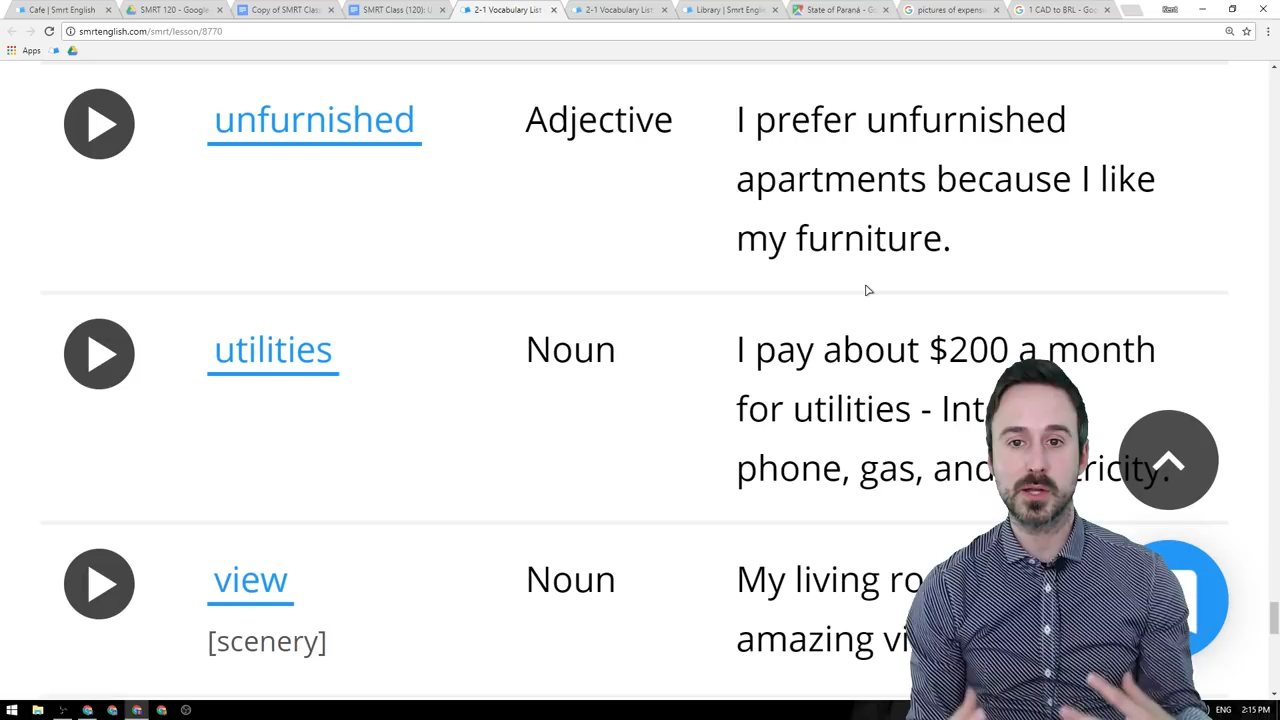 Cafe | Smrt English
SMRT 120 - Google
Copy of SMRT Class
SMRT Class (120): U
2-1 Vocabulary List
2-1 Vocabulary List
Library | Smrt Engl
State of Paraná - Go
pictures of expens
1 CAD to BRL - Goo
smrtenglish.com/smrt/lesson/8770
Apps
unfurnished Adjective I prefer unfurnished
apartments because I like
my furniture.
utilities Noun I pay about $200 a month
for utilities - Int
phone, gas, and tricity.
view Noun My living ro
[scenery] amazing vi
ENG 2:15 PM